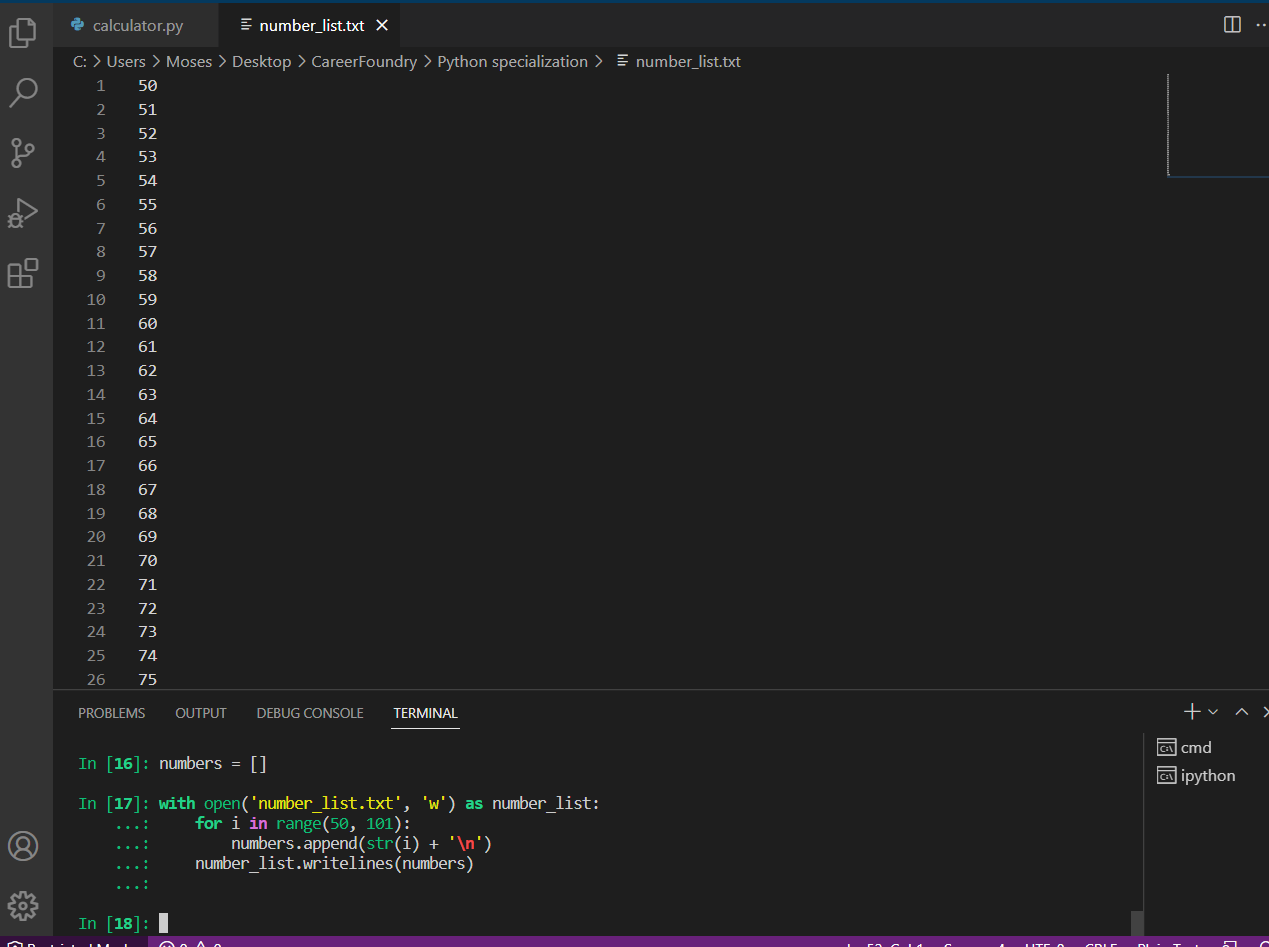 calculator.py number_list.txt
C: > Users > Moses > Desktop > CareerFoundry > Python specialization > number_list.txt
1 50
2 51
3 52
4 53
5 54
6 55
7 56
8 57
9 58
10 59
11 60
12 61
13 62
14 63
15 64
16 65
17 66
18 67
19 68
20 69
21 70
22 71
23 72
24 73
25 74
26 75
PROBLEMS OUTPUT DEBUG CONSOLE TERMINAL
cmd
ipython
In [16]: numbers = []
In [17]: with open('number_list.txt', 'w') as number_list:
...: for i in range(50, 101):
...: numbers.append(str(i) + '\n')
...: number_list.writelines(numbers)
...:
In [18]: